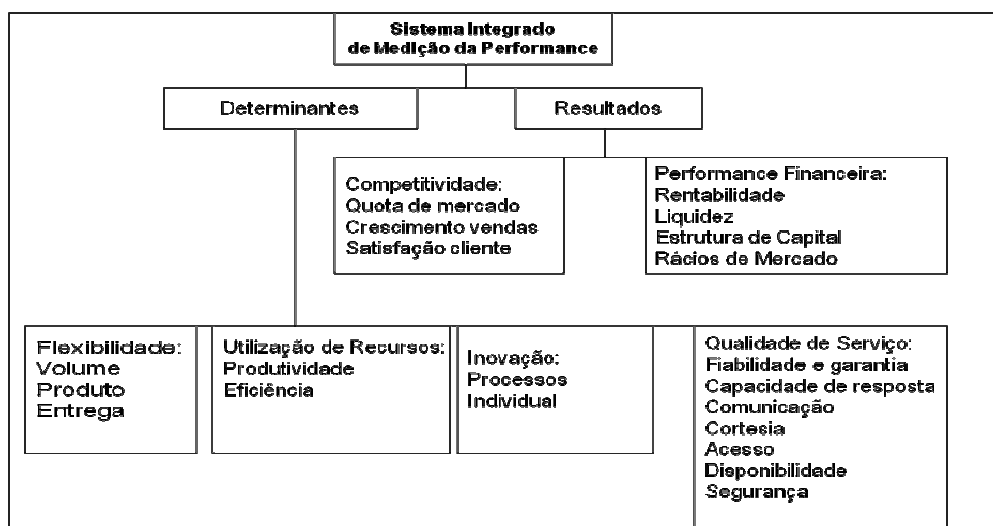 Sistema Integrado
de Medição da Performance
Determinantes
Resultados
Competitividade:
Quota de mercado
Crescimento vendas
Satisfação cliente
Performance Financeira:
Rentabilidade
Liquidez
Estrutura de Capital
Rácios de Mercado
Flexibilidade:
Volume
Produto
Entrega
Utilização de Recursos:
Produtividade
Eficiência
Inovação:
Processos
Individual
Qualidade de Serviço:
Fiabilidade e garantia
Capacidade de resposta
Comunicação
Cortesia
Acesso
Disponibilidade
Segurança